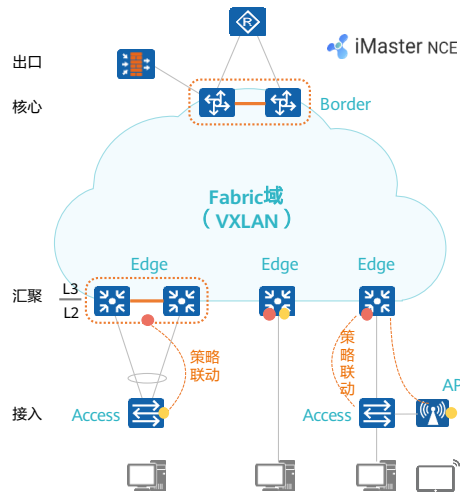 R
iMaster NCE
出口
核心
Border
Fabric域
（VXLAN）
Edge
Edge
Edge
汇聚
L3
L2
策略
联动
策
略
联
动
AP
接入
Access
Access